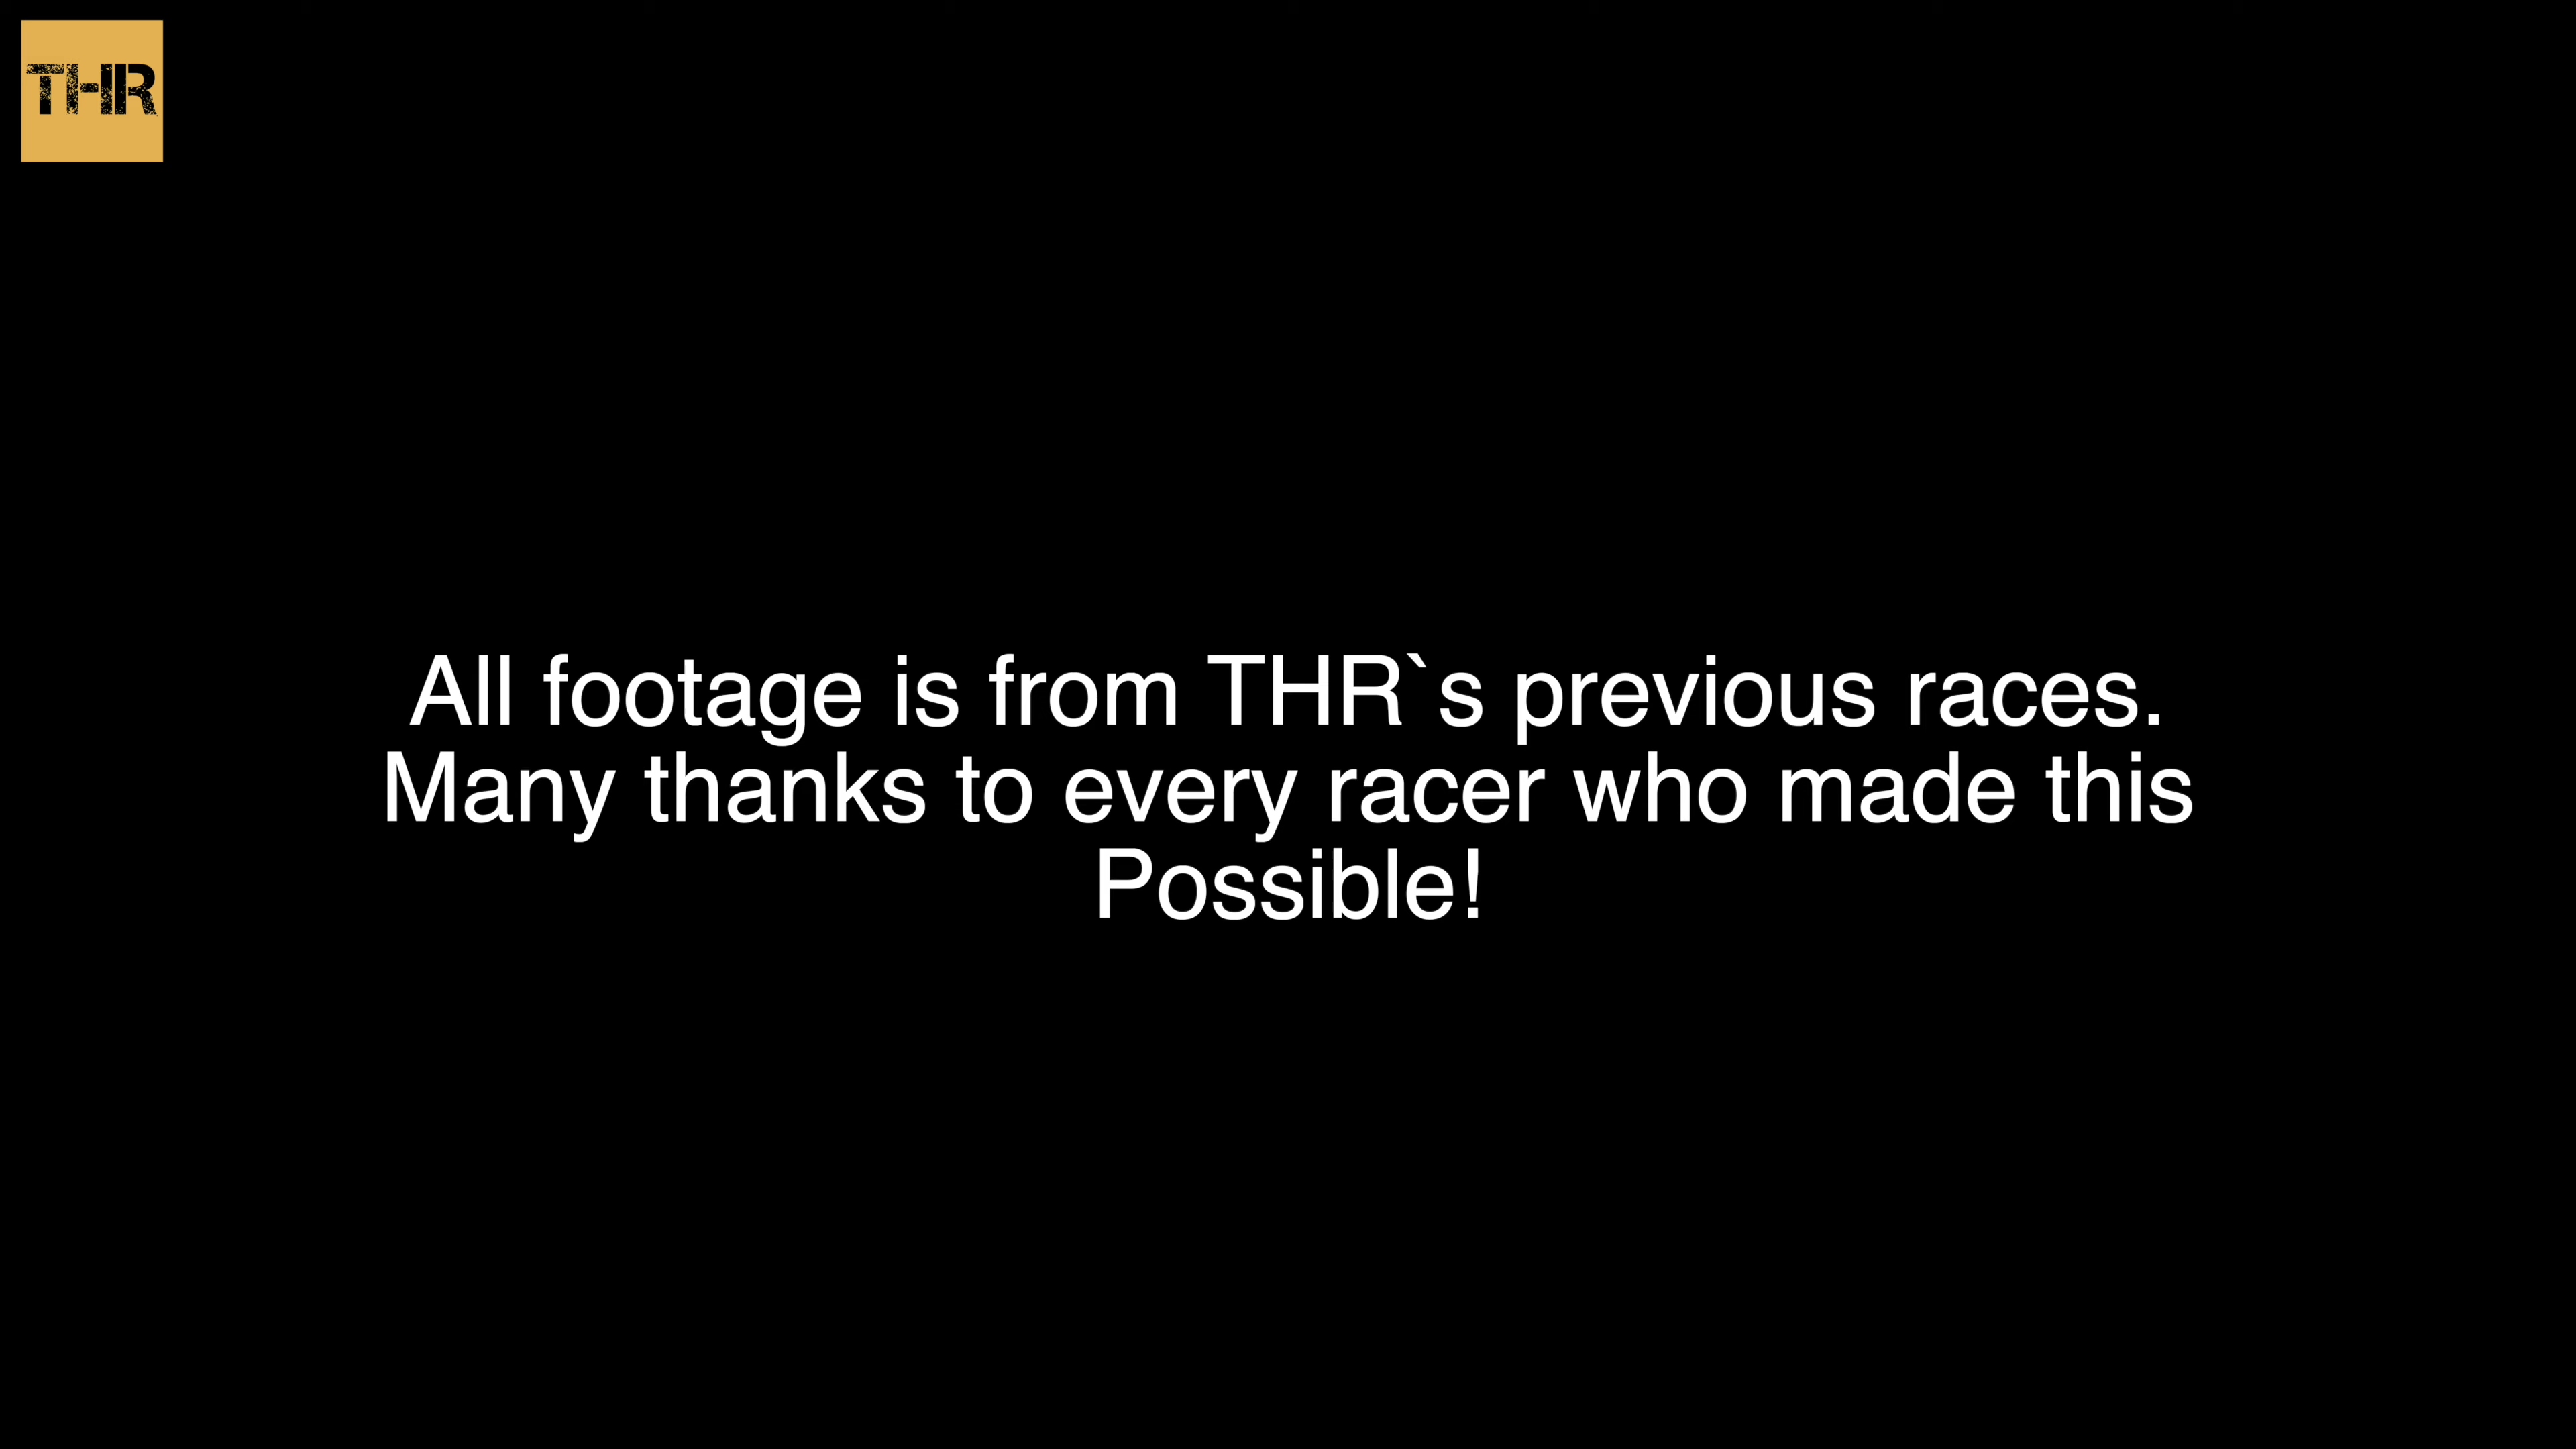 THR
All footage is from THR`s previous races.
Many thanks to every racer who made this
Possible!